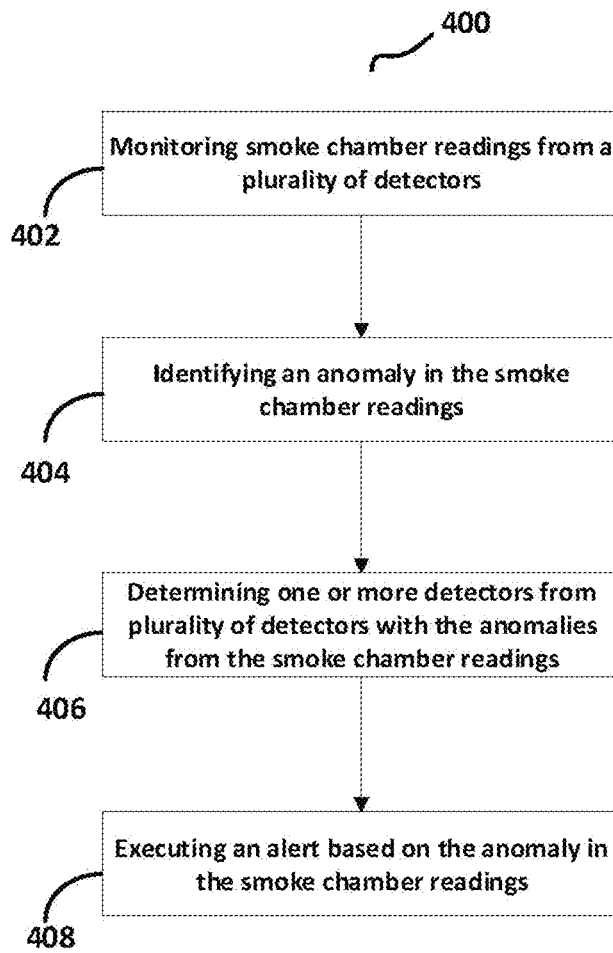 400
Monitoring smoke chamber readings from a
plurality of detectors
402
Identifying an anomaly in the smoke
chamber readings
404
Determining one or more detectors from
plurality of detectors with the anomalies
from the smoke chamber readings
406
Executing an alert based on the anomaly in
the smoke chamber readings
408